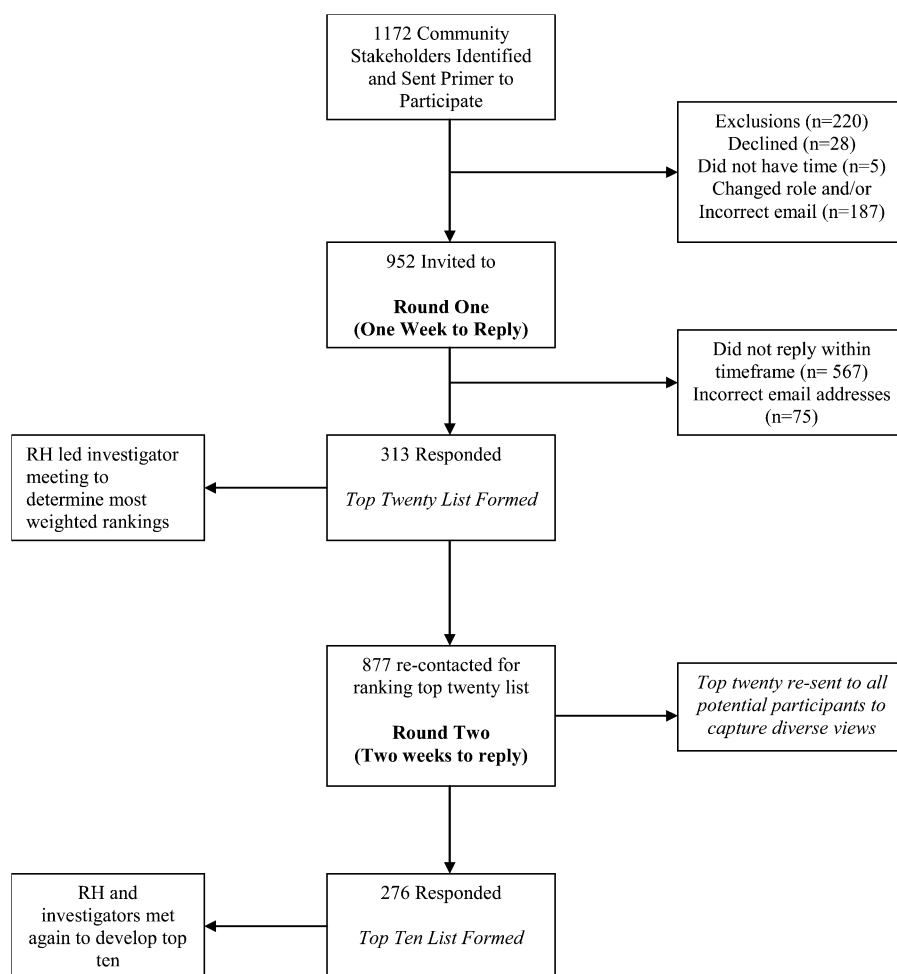 1172 Community
Stakeholders Identified
and Sent Primer to
Participate
Exclusions (n=220)
Declined (n=28)
Did not have time (n=5)
Changed role and/or
Incorrect email (n=187)
952 Invited to
Round One
(One Week to Reply)
Did not reply within
timeframe (n= 567)
Incorrect email addresses
(n=75)
313 Responded
Top Twenty List Formed
RH led investigator
meeting to
determine most
weighted rankings
877 re-contacted for
ranking top twenty list
Round Two
(Two weeks to reply)
Top twenty re-sent to all
potential participants to
capture diverse views
276 Responded
Top Ten List Formed
RH and
investigators met
again to develop top
ten